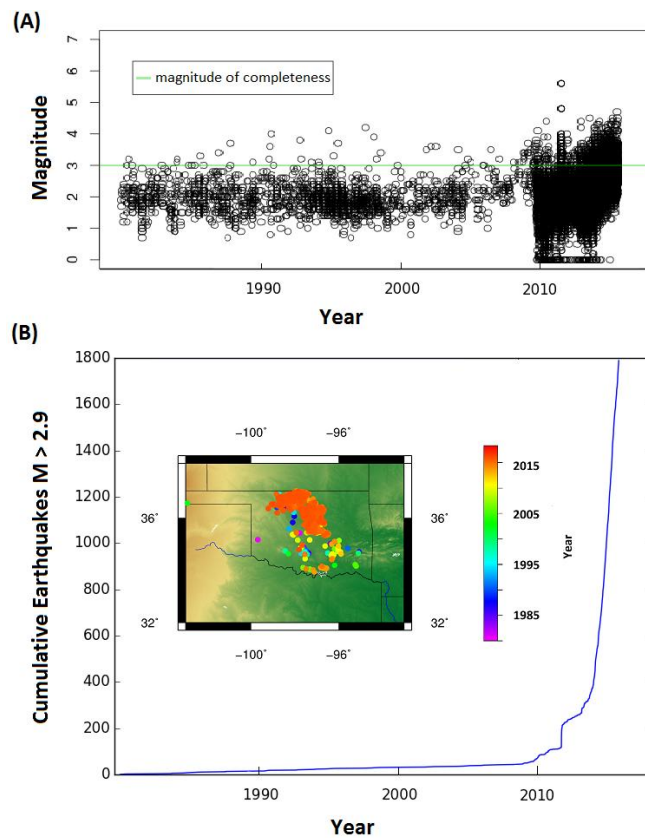 (A)
7
6
5
4
3
2
1
0
Magnitude
magnitude of completeness
1990 2000 2010
Year
(B)
1800
1600
1400
1200
1000
800
600
400
200
0
Cumulative Earthquakes M > 2.9
−100° −96°
36° 36°
32° 32°
−100° −96°
2015
2005
1995
1985
Year
1990 2000 2010
Year